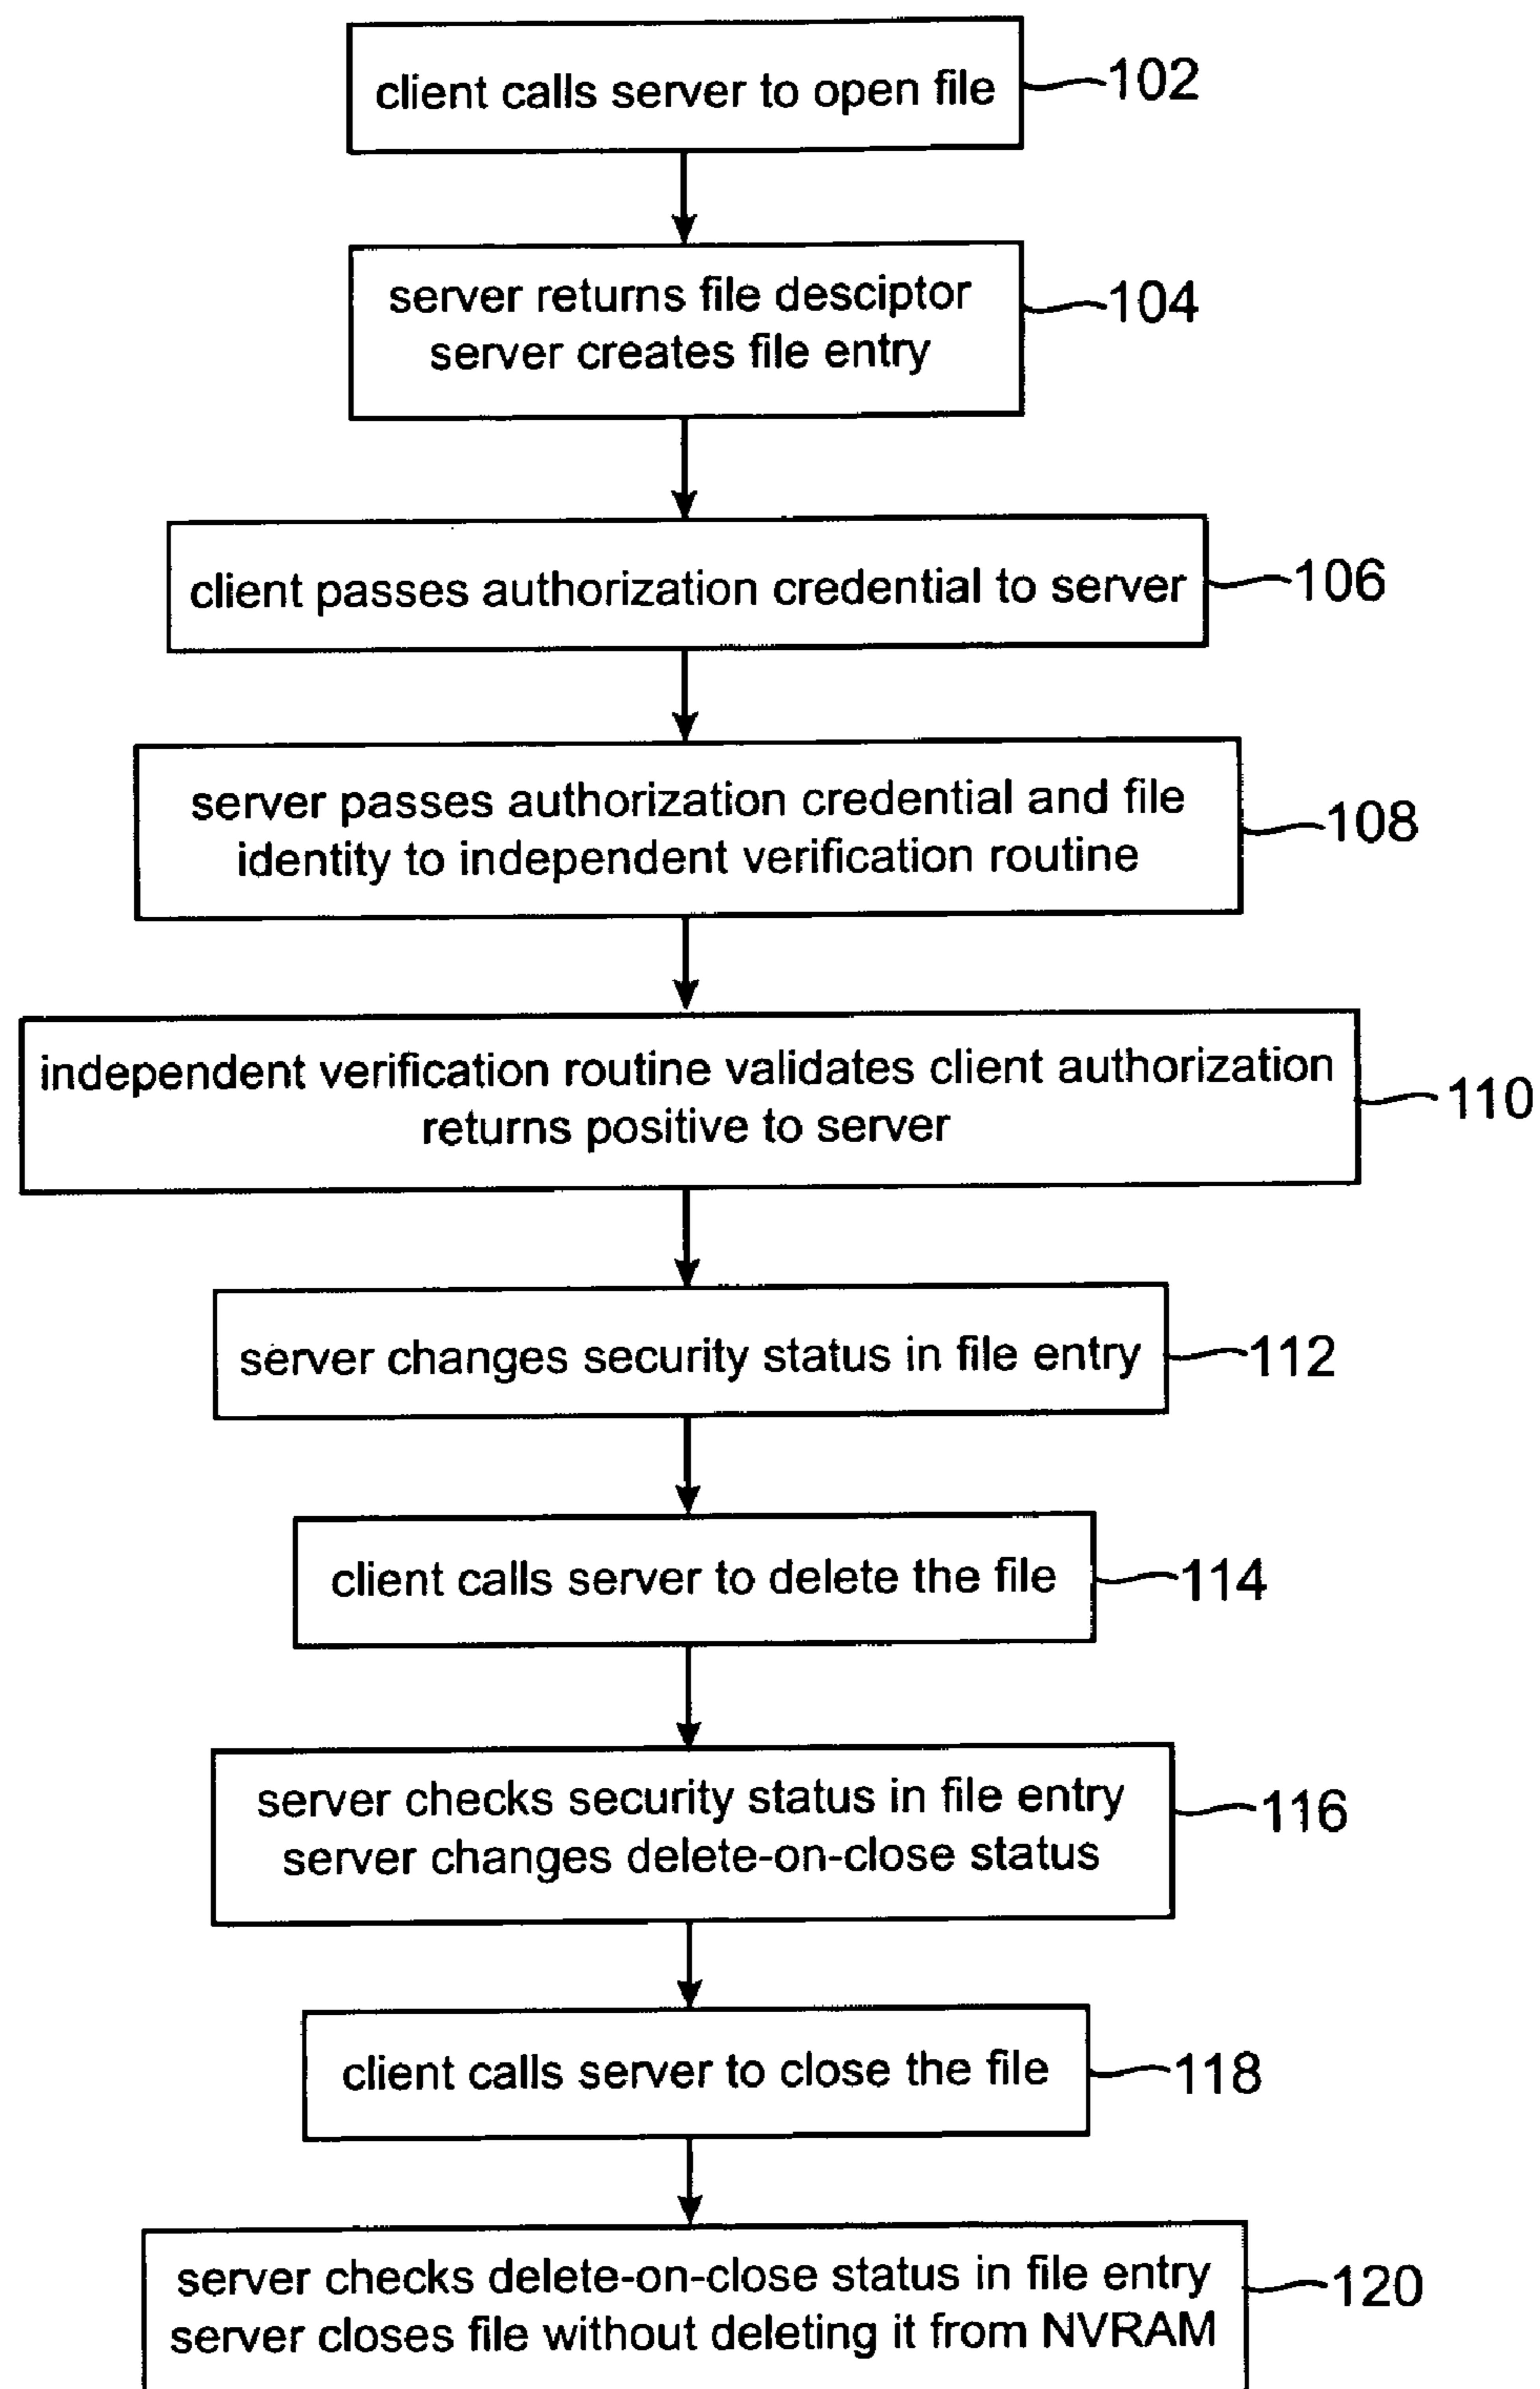 client calls server to open file
102
server returns file desciptor
server creates file entry
104
client passes authorization credential to server
106
server passes authorization credential and file
identity to independent verification routine
108
independent verification routine validates client authorization
returns positive to server
110
server changes security status in file entry
112
client calls server to delete the file
114
server checks security status in file entry
server changes delete-on-close status
116
client calls server to close the file
118
server checks delete-on-close status in file entry
server closes file without deleting it from NVRAM
120